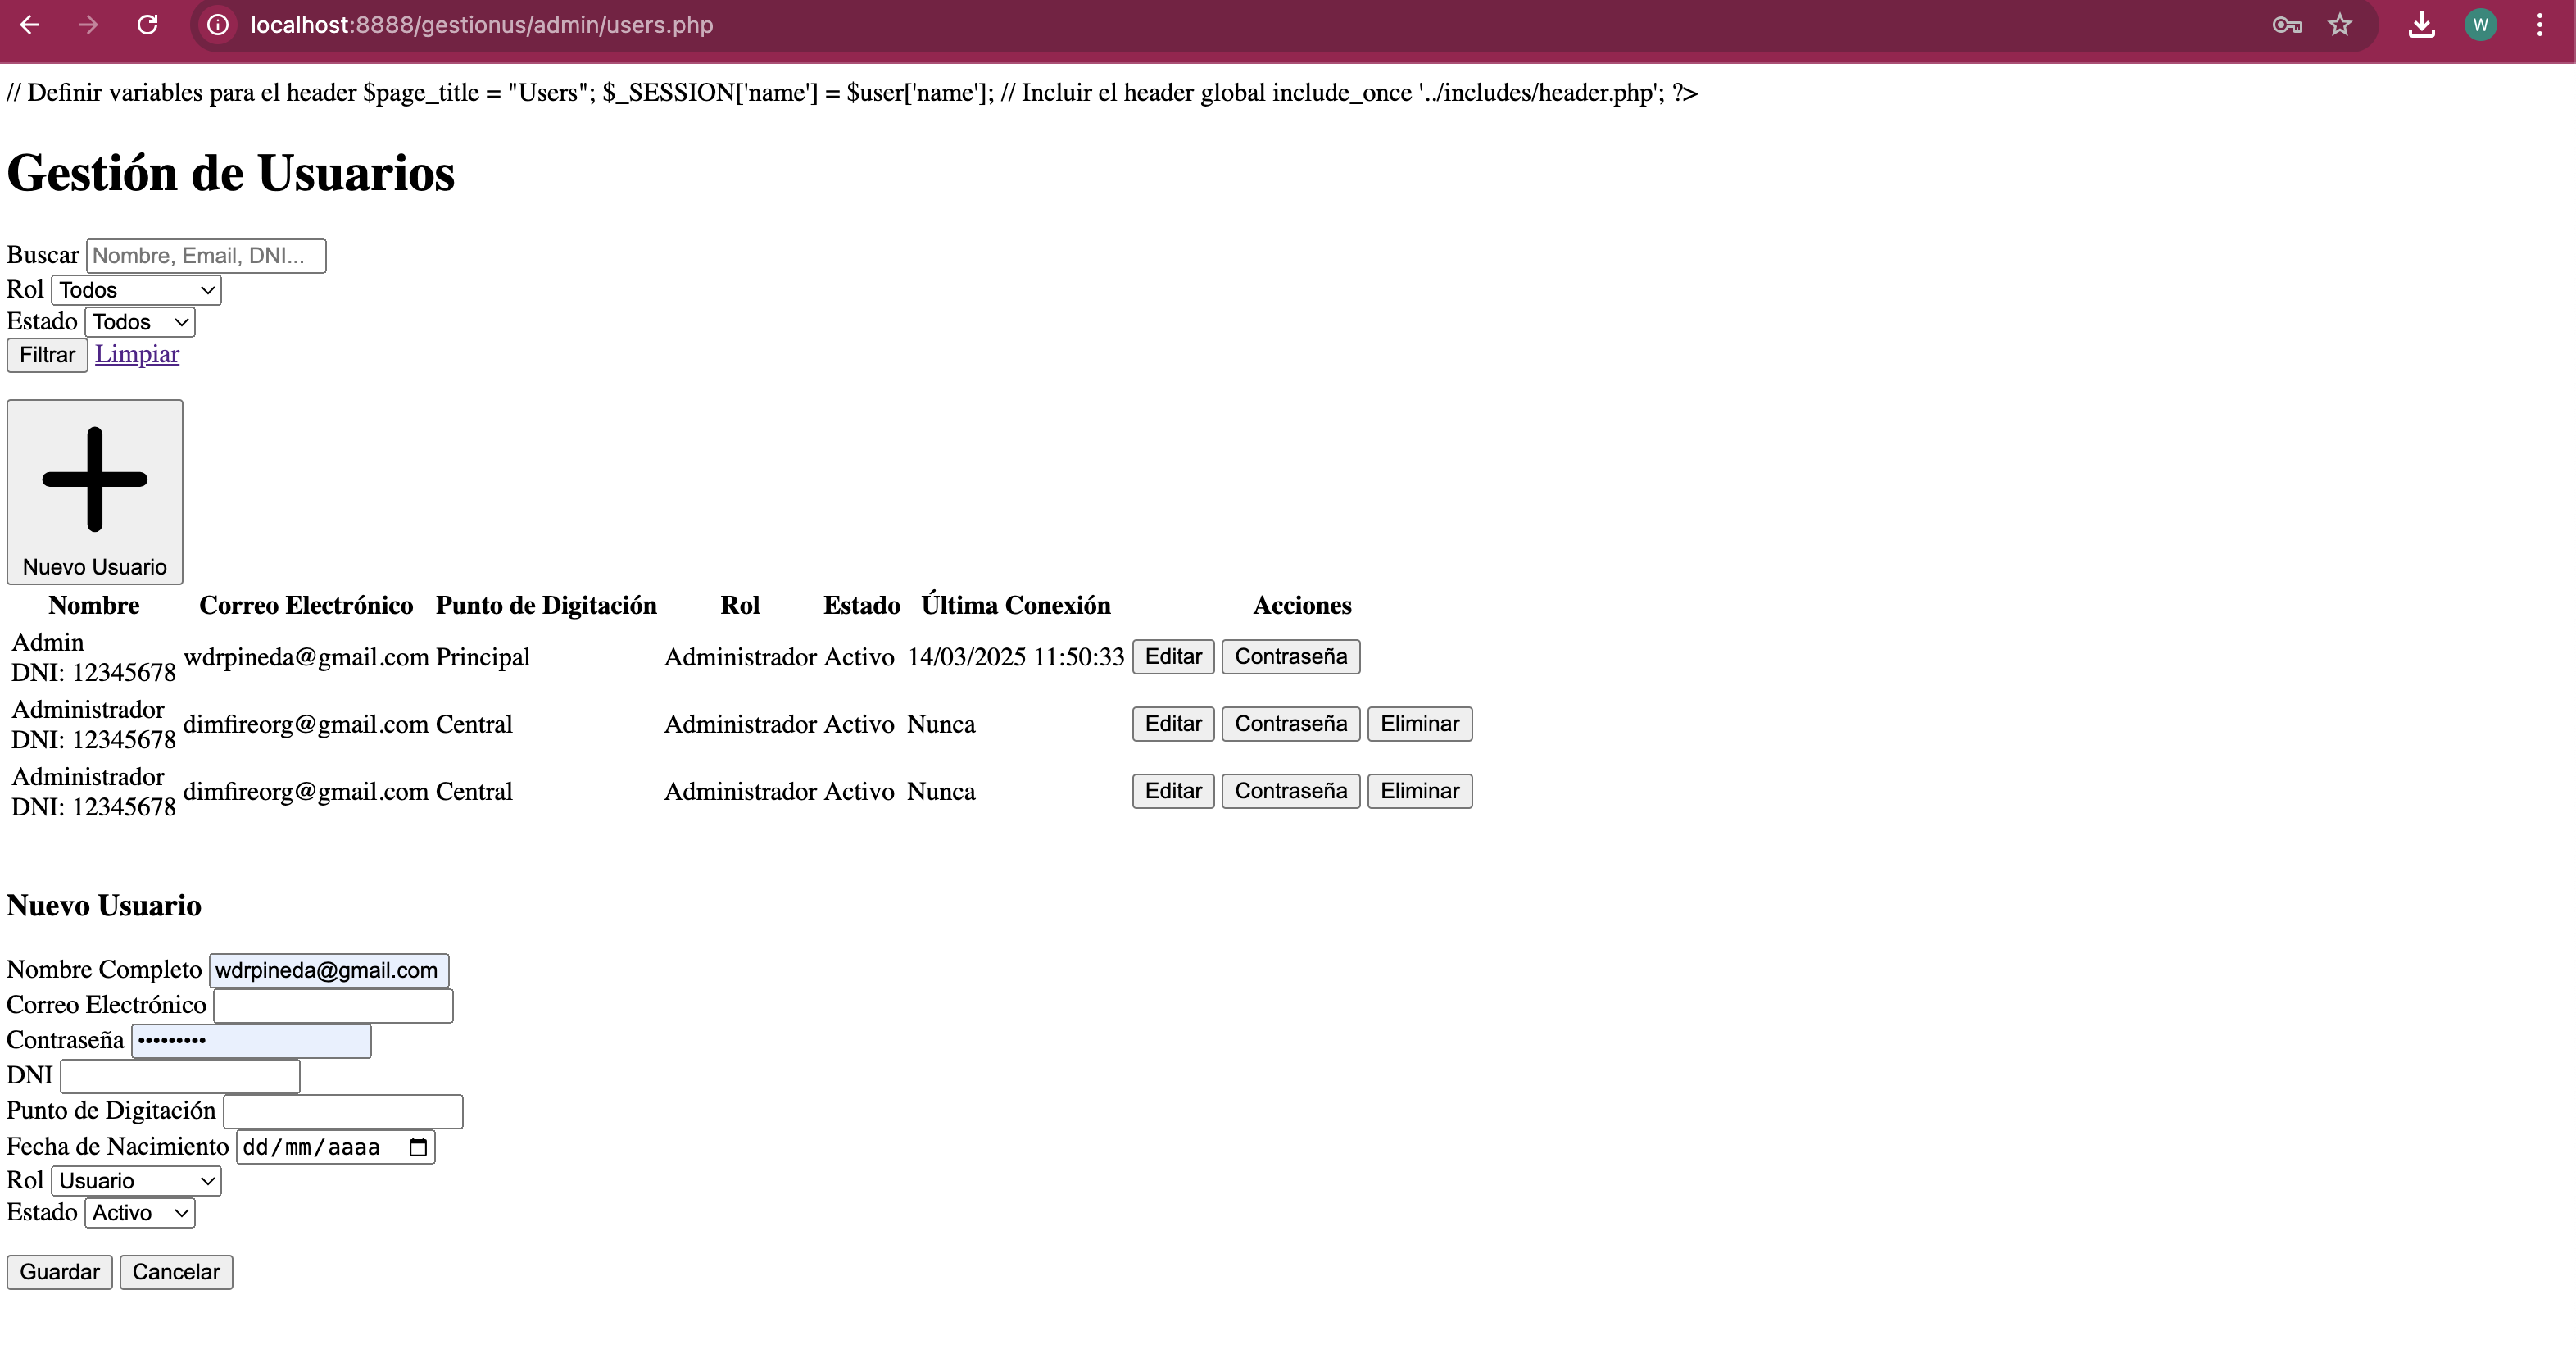 localhost:8888/gestionus/admin/users.php
W
// Definir variables para el header $page_title = "Users"; $_SESSION['name'] = $user['name']; // Incluir el header global include_once '../includes/header.php'; ?>
Gestión de Usuarios
Buscar Nombre, Email, DNI...
Rol Todos
Estado Todos
Filtrar Limpiar
Nuevo Usuario
Nombre Correo Electrónico Punto de Digitación Rol Estado Última Conexión Acciones
Admin
DNI: 12345678 wdrpineda@gmail.com Principal Administrador Activo 14/03/2025 11:50:33 Editar Contraseña
Administrador
DNI: 12345678 dimfireorg@gmail.com Central Administrador Activo Nunca Editar Contraseña Eliminar
Administrador
DNI: 12345678 dimfireorg@gmail.com Central Administrador Activo Nunca Editar Contraseña Eliminar
Nuevo Usuario
Nombre Completo wdrpineda@gmail.com
Correo Electrónico
Contraseña •••••••••
DNI
Punto de Digitación
Fecha de Nacimiento dd/mm/aaaa
Rol Usuario
Estado Activo
Guardar Cancelar